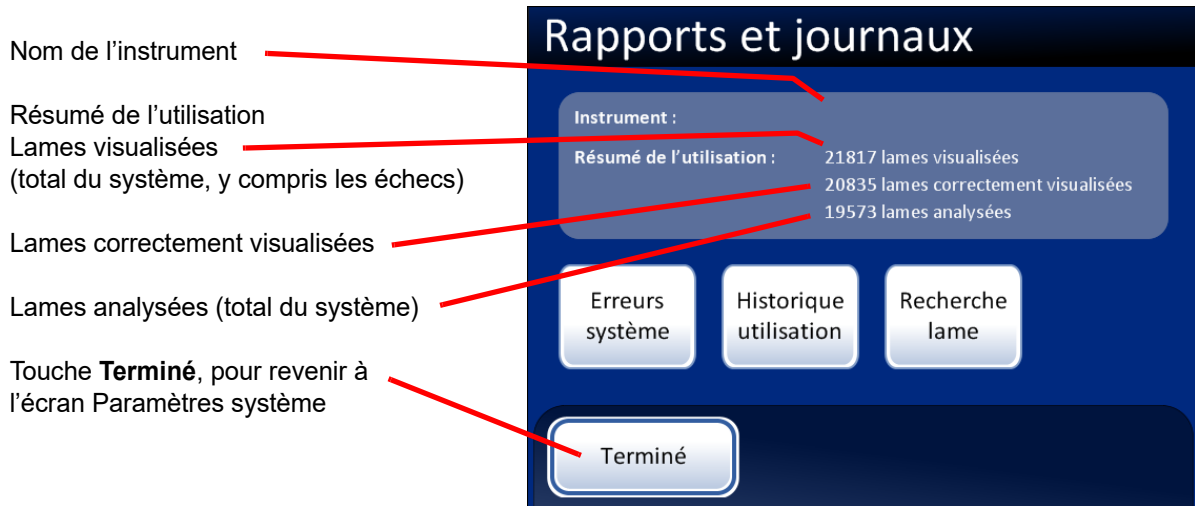 Nom de l’instrument
Résumé de l’utilisation
Lames visualisées
(total du système, y compris les échecs)
Lames correctement visualisées
Lames analysées (total du système)
Touche Terminé, pour revenir à
l’écran Paramètres système
Rapports et journaux
Instrument :
Résumé de l’utilisation : 21817 lames visualisées
20835 lames correctement visualisées
19573 lames analysées
Erreurs
système
Historique
utilisation
Recherche
lame
Terminé